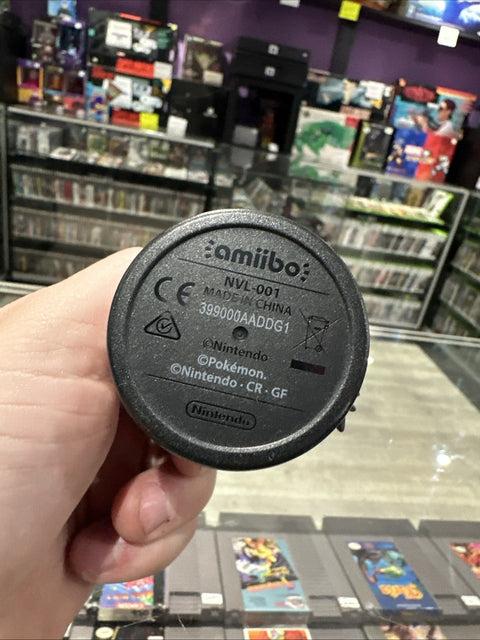 amiibo
NVL-001
MADE IN CHINA
CE
399000AADDG1
©Nintendo
©Pokémon.
©Nintendo・CR・GF
Nintendo